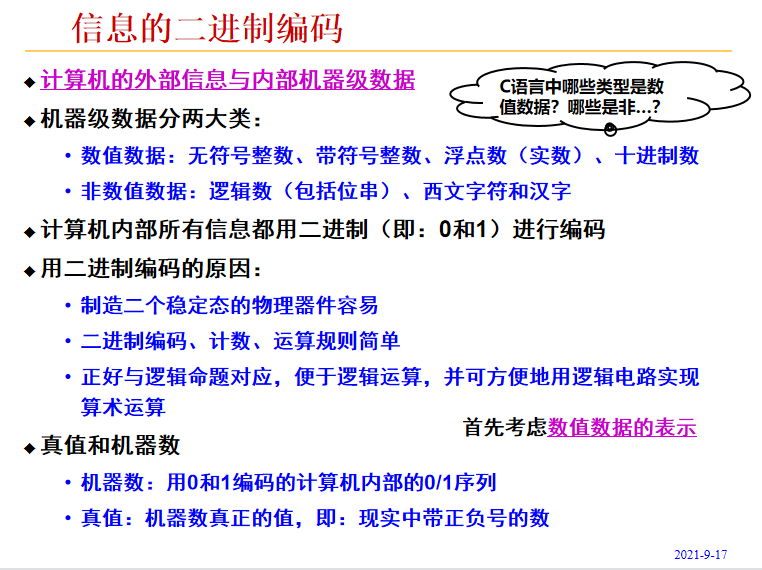 信息的二进制编码
◆ 计算机的外部信息与内部机器级数据
C语言中哪些类型是数
值数据？哪些是非…？
◆ 机器级数据分两大类：
• 数值数据：无符号整数、带符号整数、浮点数（实数）、十进制数
• 非数值数据：逻辑数（包括位串）、西文字符和汉字
◆ 计算机内部所有信息都用二进制（即：0和1）进行编码
◆ 用二进制编码的原因：
• 制造二个稳定态的物理器件容易
• 二进制编码、计数、运算规则简单
• 正好与逻辑命题对应，便于逻辑运算，并可方便地用逻辑电路实现
算术运算
首先考虑数值数据的表示
◆ 真值和机器数
• 机器数：用0和1编码的计算机内部的0/1序列
• 真值：机器数真正的值，即：现实中带正负号的数
2021-9-17